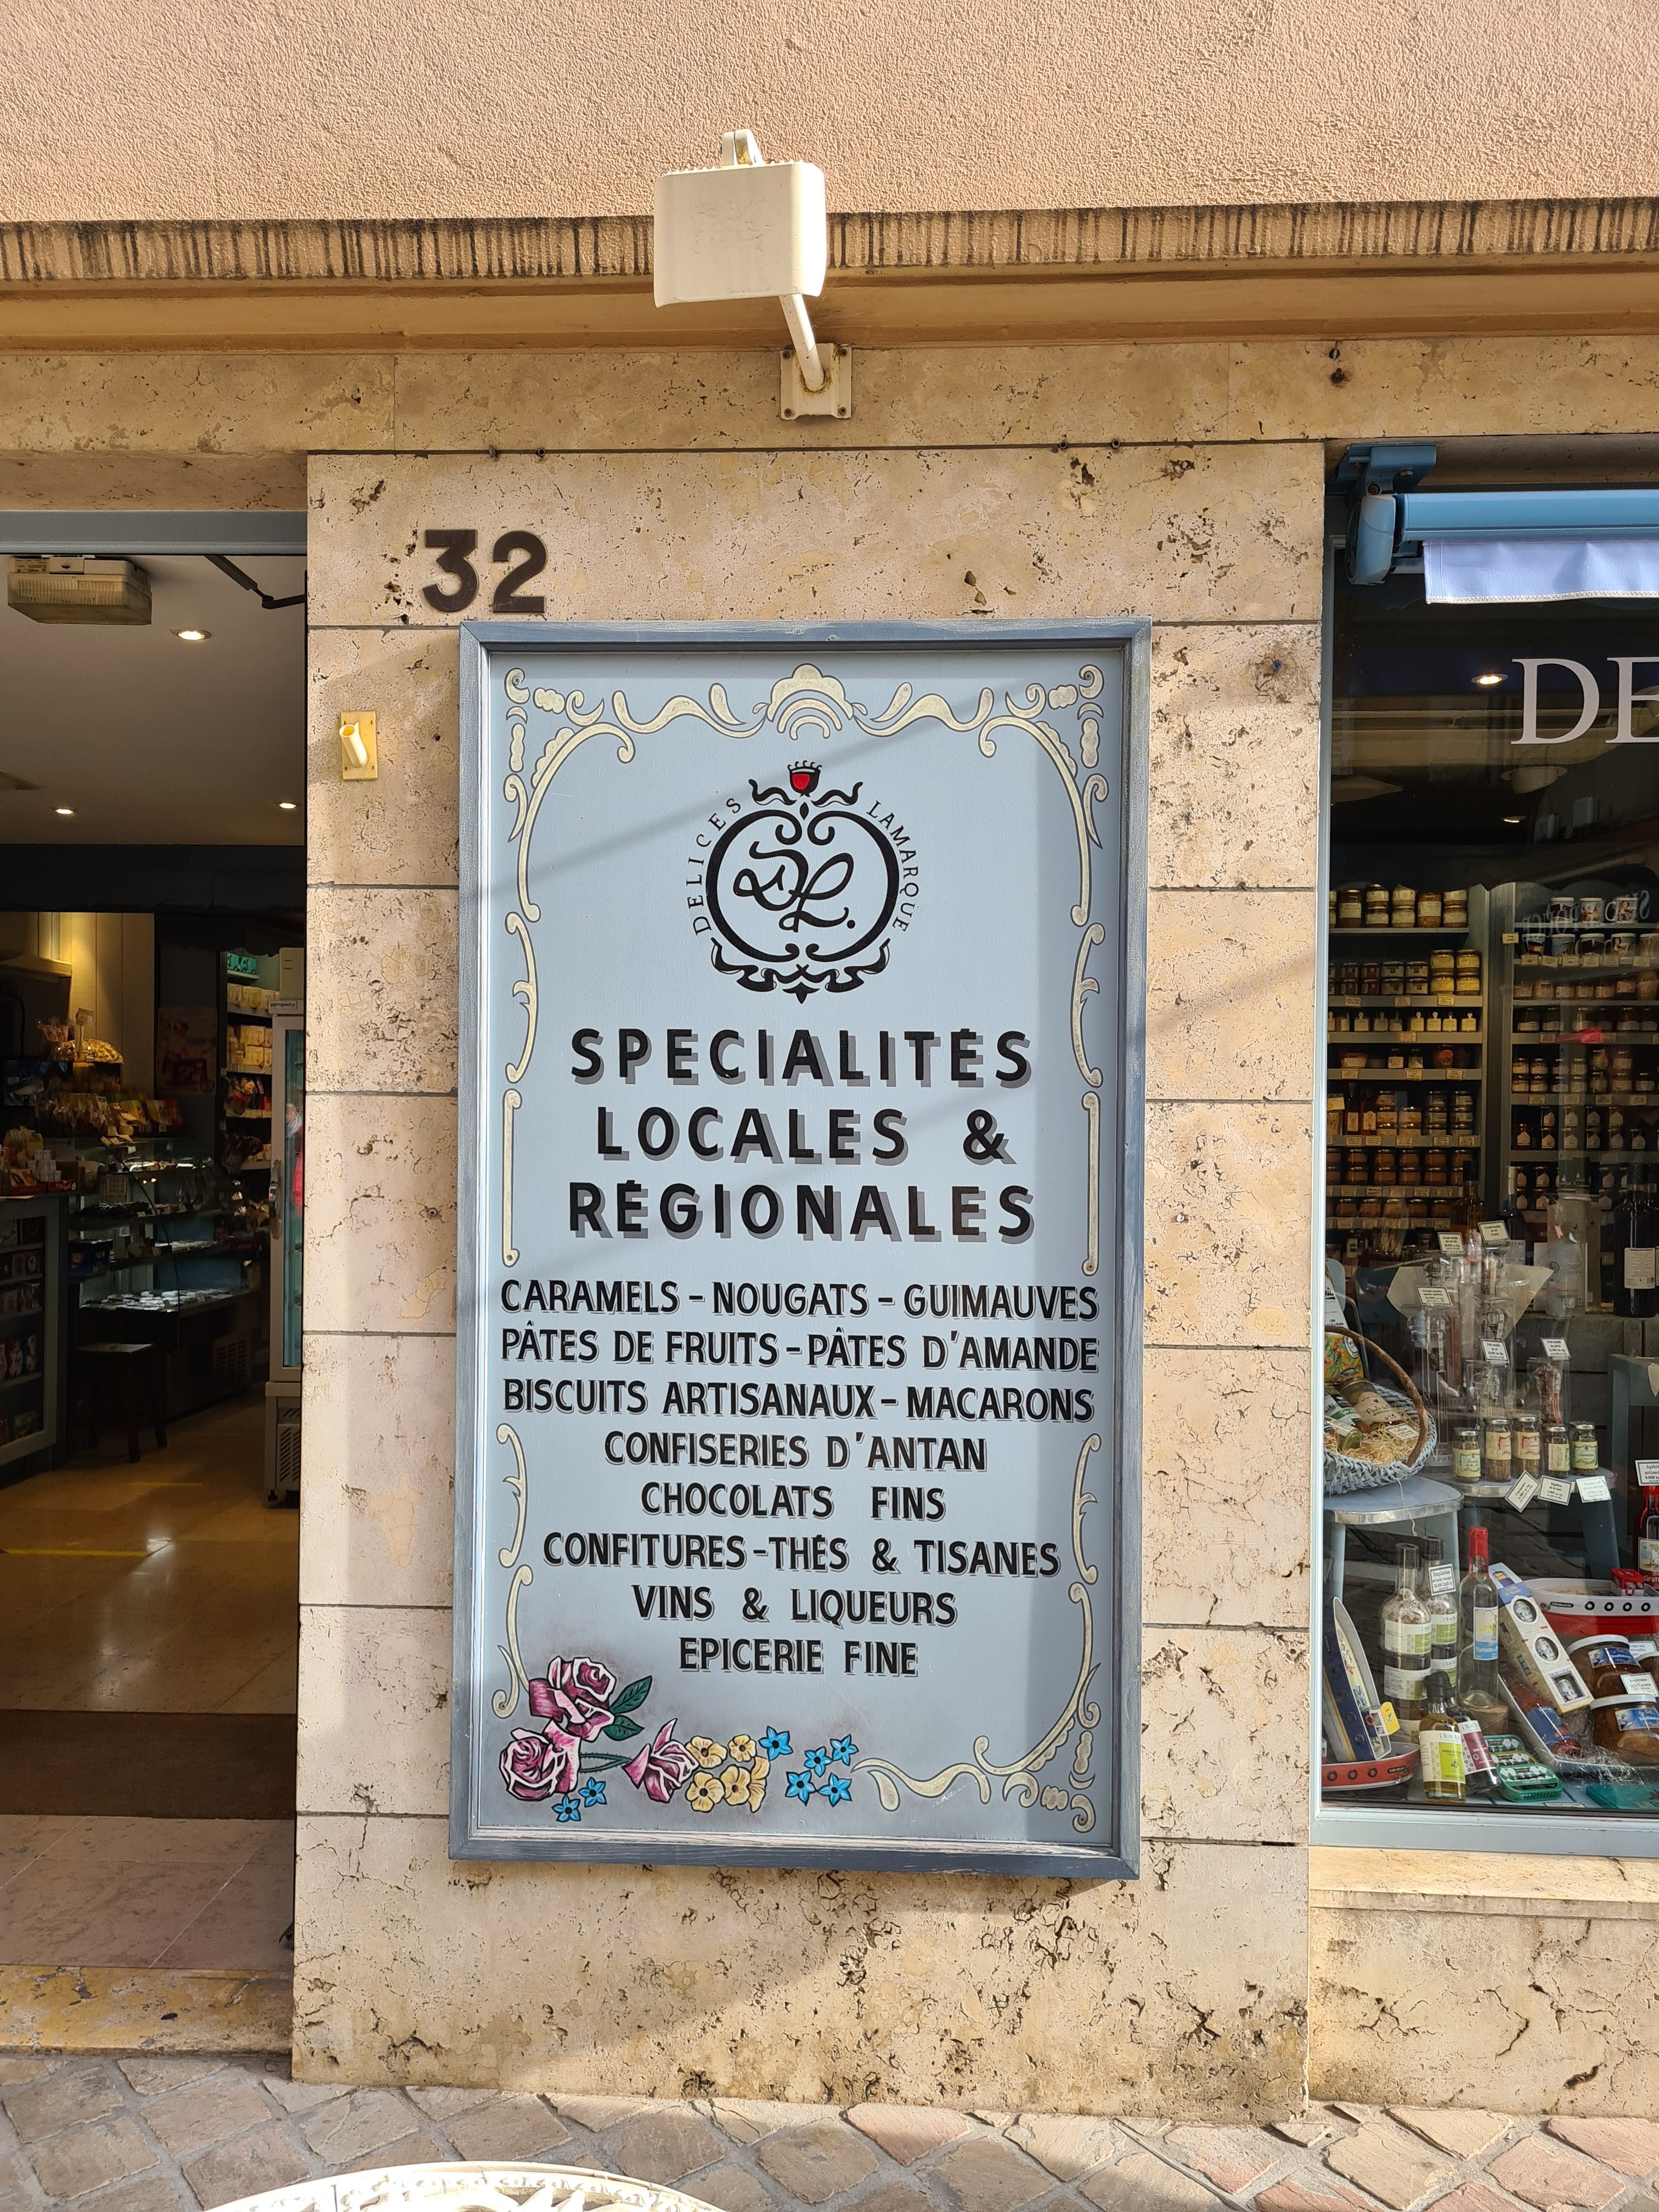 32
DE
DELICES LAMARQUE
DL.
SPECIALITÉS
LOCALES &
RÉGIONALES
CARAMELS - NOUGATS - GUIMAUVES
PÂTES DE FRUITS - PÂTES D'AMANDE
BISCUITS ARTISANAUX - MACARONS
CONFISERIES D'ANTAN
CHOCOLATS FINS
CONFITURES - THÉS & TISANES
VINS & LIQUEURS
EPICERIE FINE